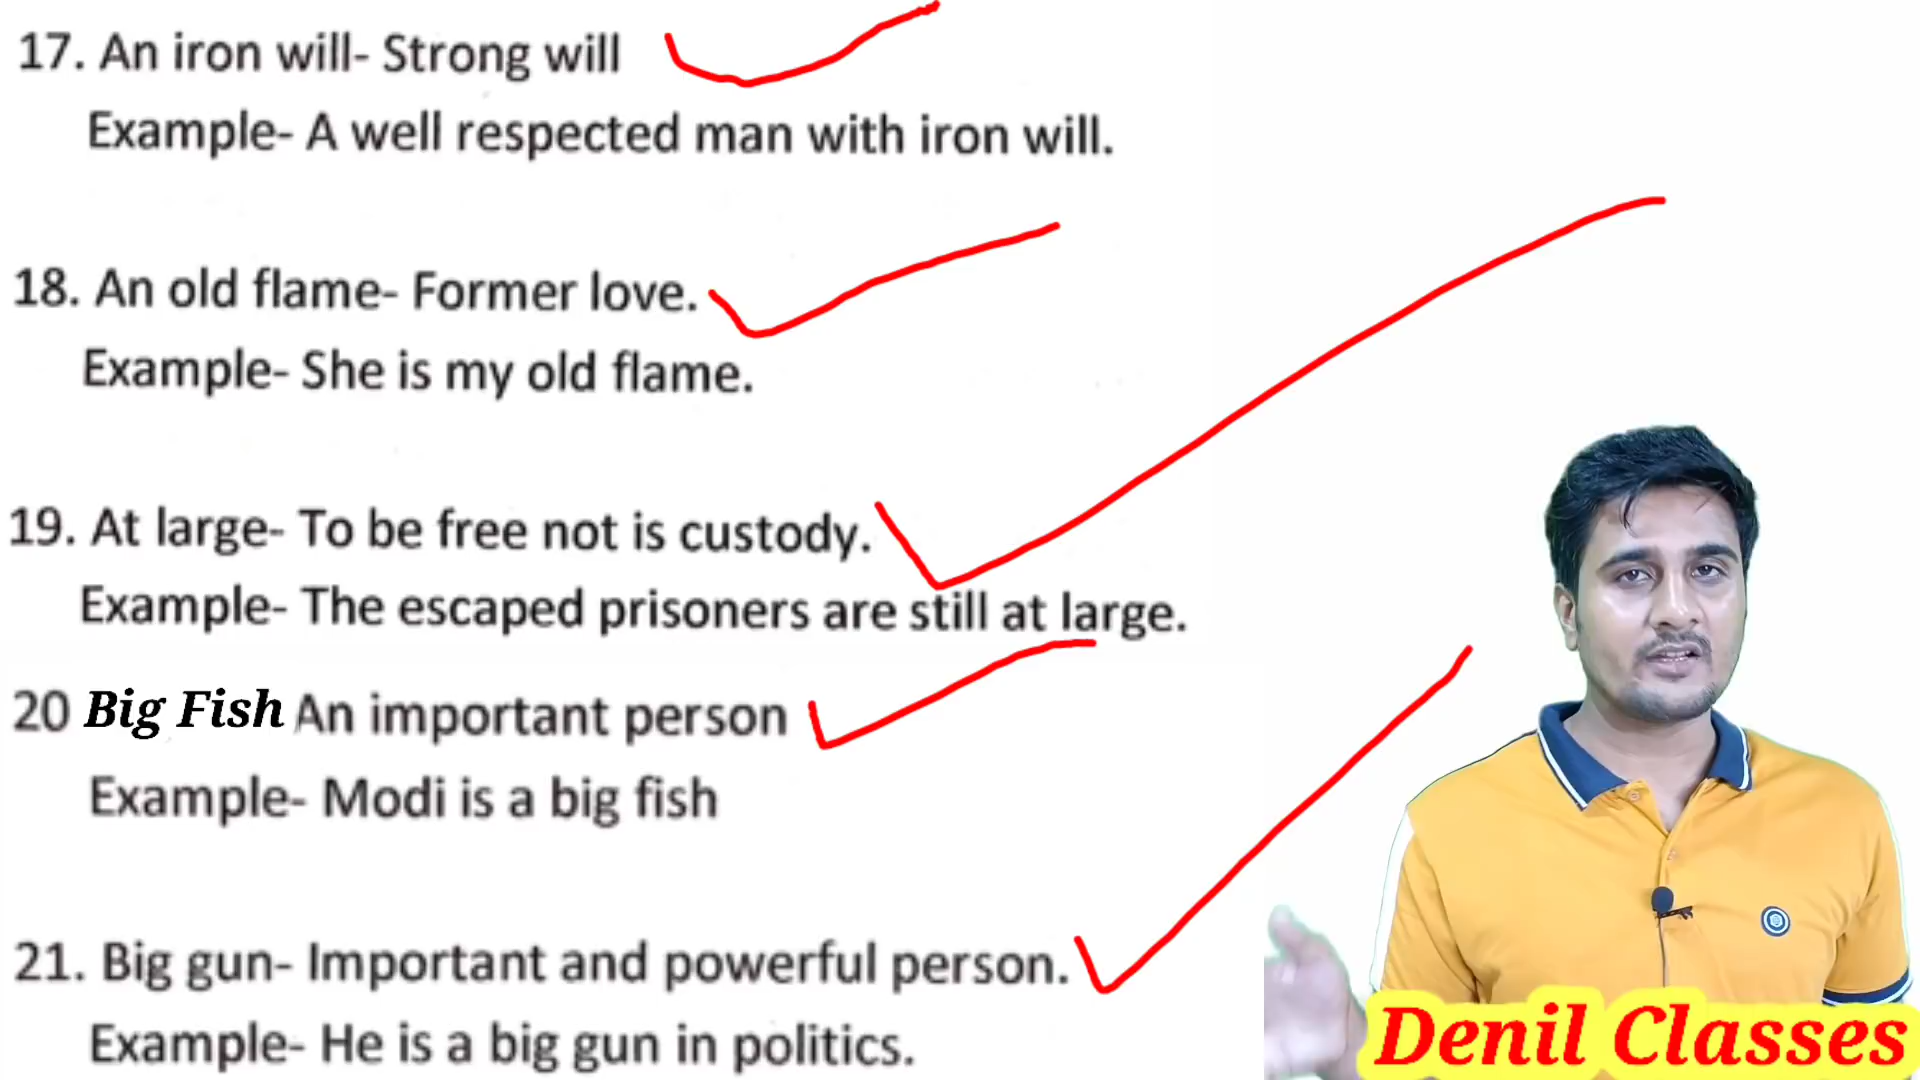 17. An iron will- Strong will
Example- A well respected man with iron will.
18. An old flame- Former love.
Example- She is my old flame.
19. At large- To be free not is custody.
Example- The escaped prisoners are still at large.
20 Big Fish An important person
Example- Modi is a big fish
21. Big gun- Important and powerful person.
Example- He is a big gun in politics.
Denil Classes